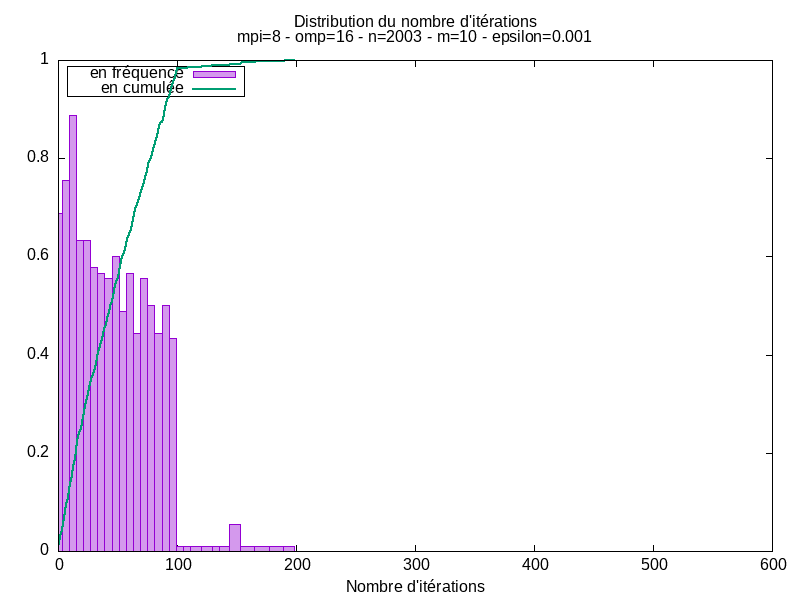 Distribution du nombre d'itérations
mpi=8 - omp=16 - n=2003 - m=10 - epsilon=0.001
en fréquence
en cumulée
1
0.8
0.6
0.4
0.2
0
0 100 200 300 400 500 600
Nombre d'itérations